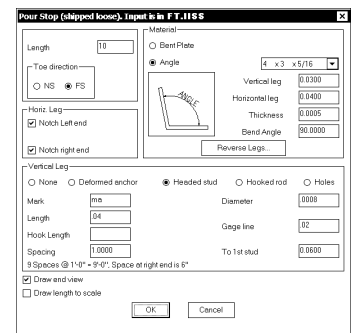 Pour Stop (shipped loose). Input is in FT.IISS
Length 10
Toe direction
NS FS
Horiz. Leg
Notch Left end
Notch right end
Material
Bent Plate
Angle 4 x3 x5/16
ANGLE
Vertical leg 0.0300
Horizontal leg 0.0400
Thickness 0.0005
Bend Angle 90.0000
Reverse Legs...
Vertical Leg
None Deformed anchor Headed stud Hooked rod Holes
Mark ma Diameter .0008
Length .04
Gage line .02
Hook Length
Spacing 1.0000 To 1st stud 0.0600
9 Spaces @ 1'-0" = 9'-0", Space at right end is 6"
Draw end view
Draw length to scale
OK Cancel